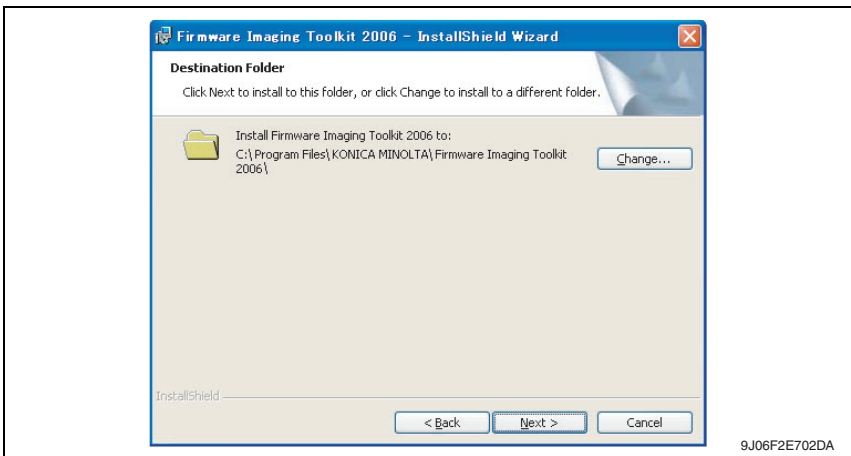 Firmware Imaging Toolkit 2006 - InstallShield Wizard
Destination Folder
Click Next to install to this folder, or click Change to install to a different folder.
Install Firmware Imaging Toolkit 2006 to:
C:\Program Files\KONICA MINOLTA\Firmware Imaging Toolkit
2006\
Change...
InstallShield
< Back
Next >
Cancel
9J06F2E702DA